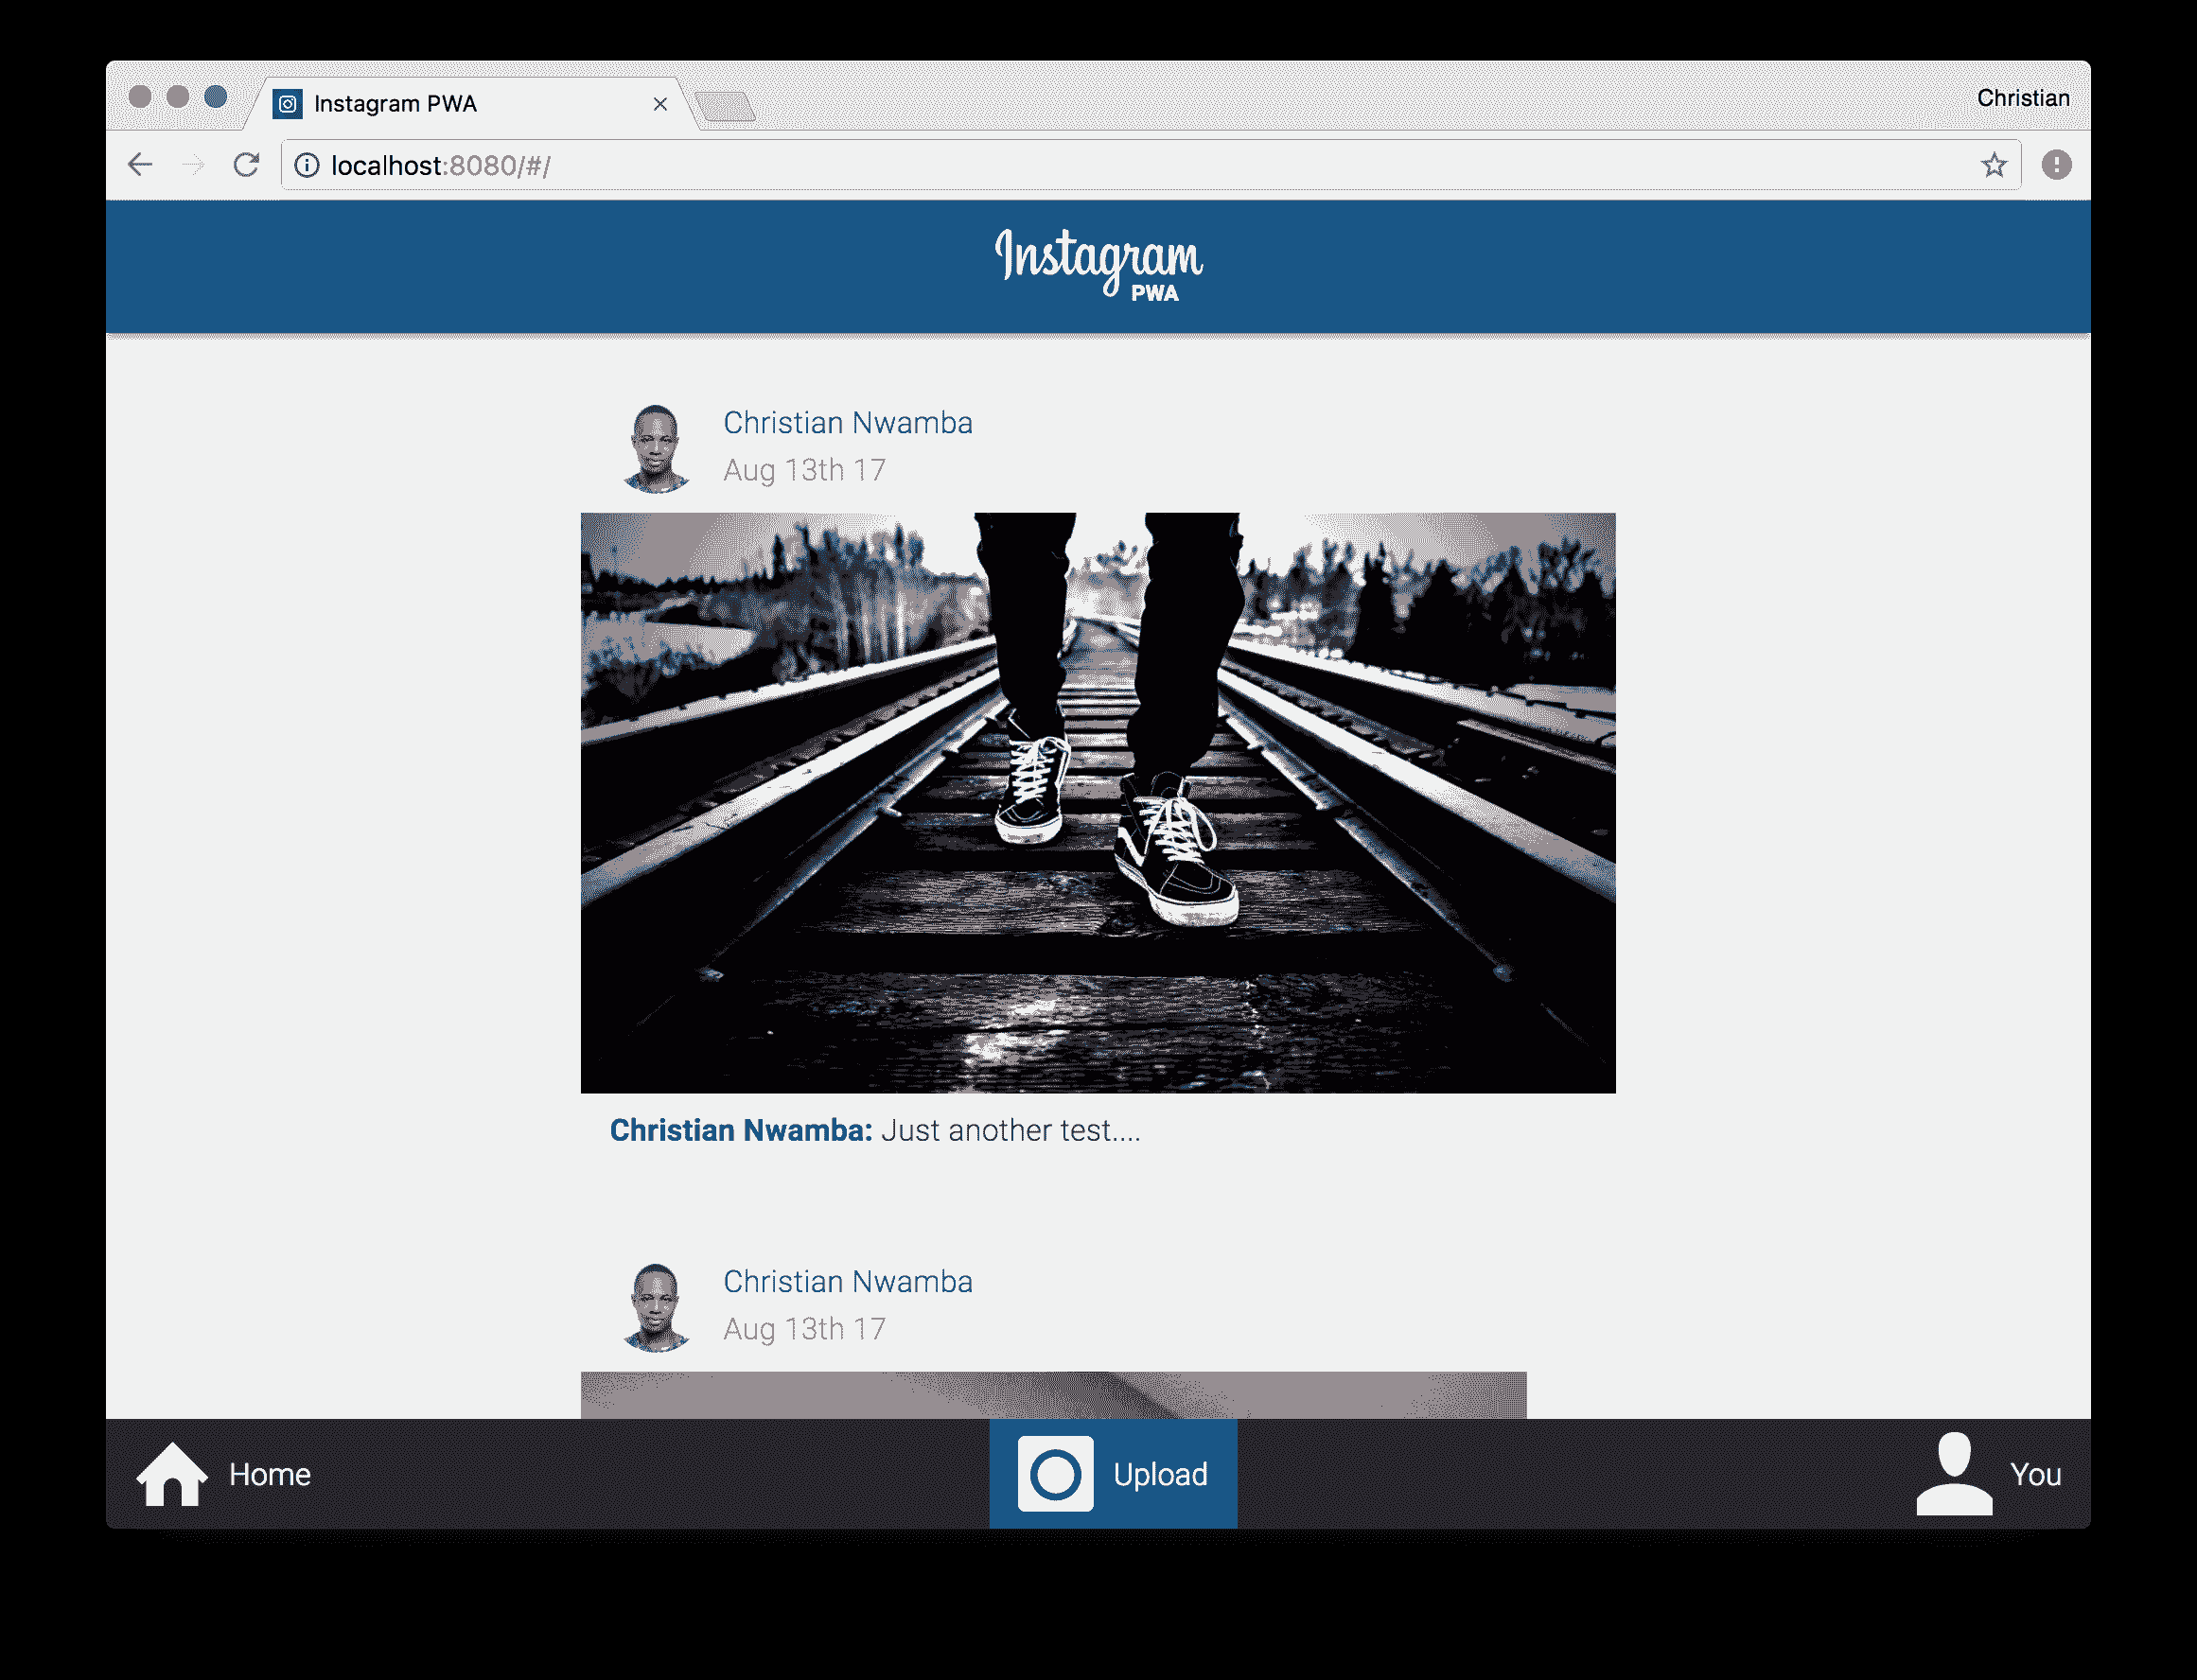 Instagram PWA
Christian
localhost:8080/#/
Instagram
PWA
Christian Nwamba
Aug 13th 17
Christian Nwamba: Just another test....
Christian Nwamba
Aug 13th 17
Home
Upload
You